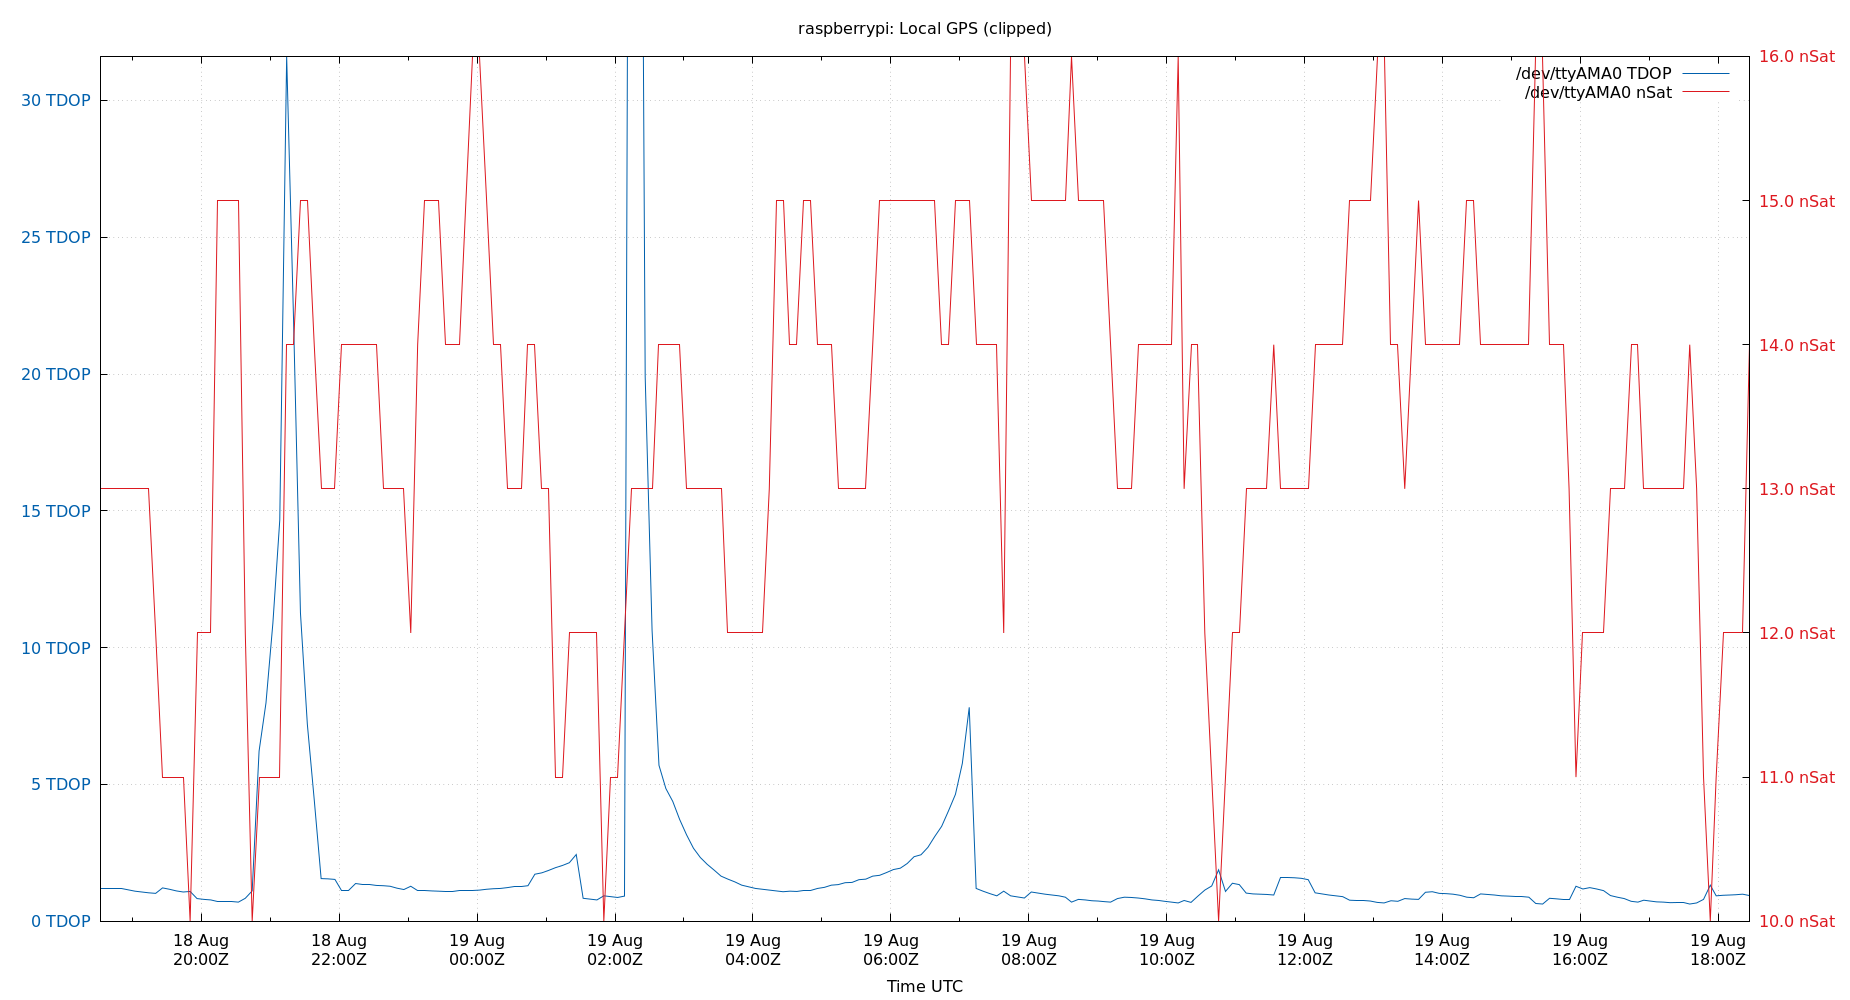 raspberrypi: Local GPS (clipped)
/dev/ttyAMA0 TDOP
/dev/ttyAMA0 nSat
30 TDOP
25 TDOP
20 TDOP
15 TDOP
10 TDOP
5 TDOP
0 TDOP
16.0 nSat
15.0 nSat
14.0 nSat
13.0 nSat
12.0 nSat
11.0 nSat
10.0 nSat
18 Aug
20:00Z
18 Aug
22:00Z
19 Aug
00:00Z
19 Aug
02:00Z
19 Aug
04:00Z
19 Aug
06:00Z
19 Aug
08:00Z
19 Aug
10:00Z
19 Aug
12:00Z
19 Aug
14:00Z
19 Aug
16:00Z
19 Aug
18:00Z
Time UTC